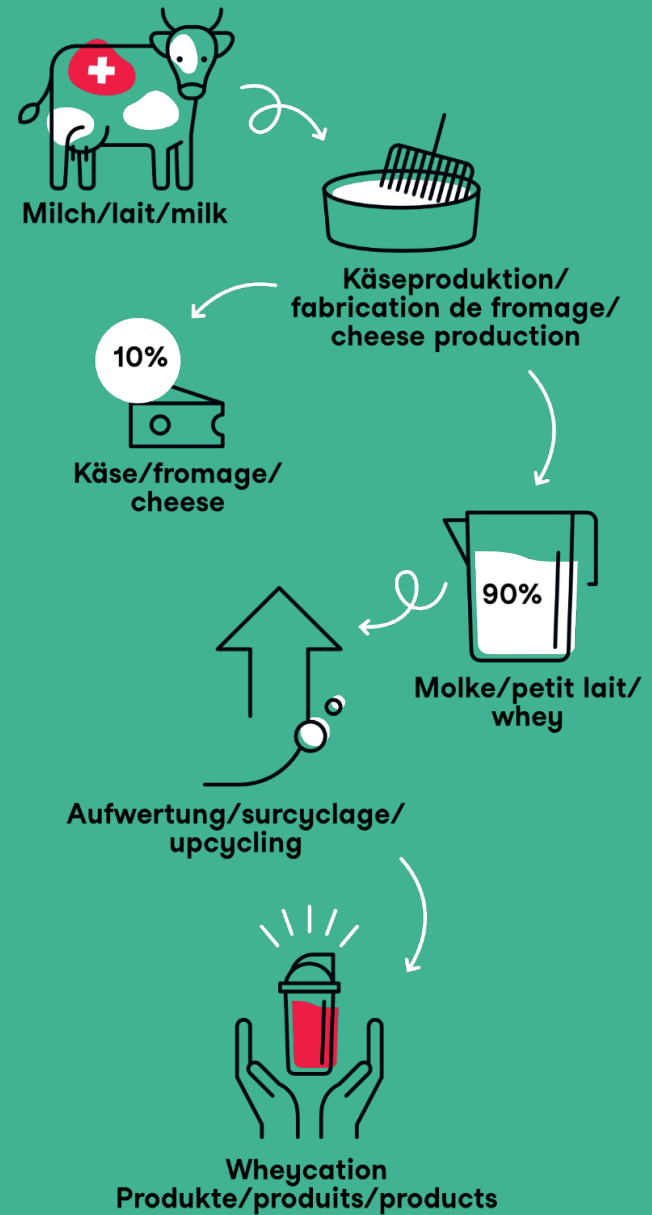 Milch/lait/milk
Käseproduktion/
fabrication de fromage/
cheese production
10%
Käse/fromage/
cheese
90%
Molke/petit lait/
whey
Aufwertung/surcyclage/
upcycling
Wheycation
Produkte/produits/products